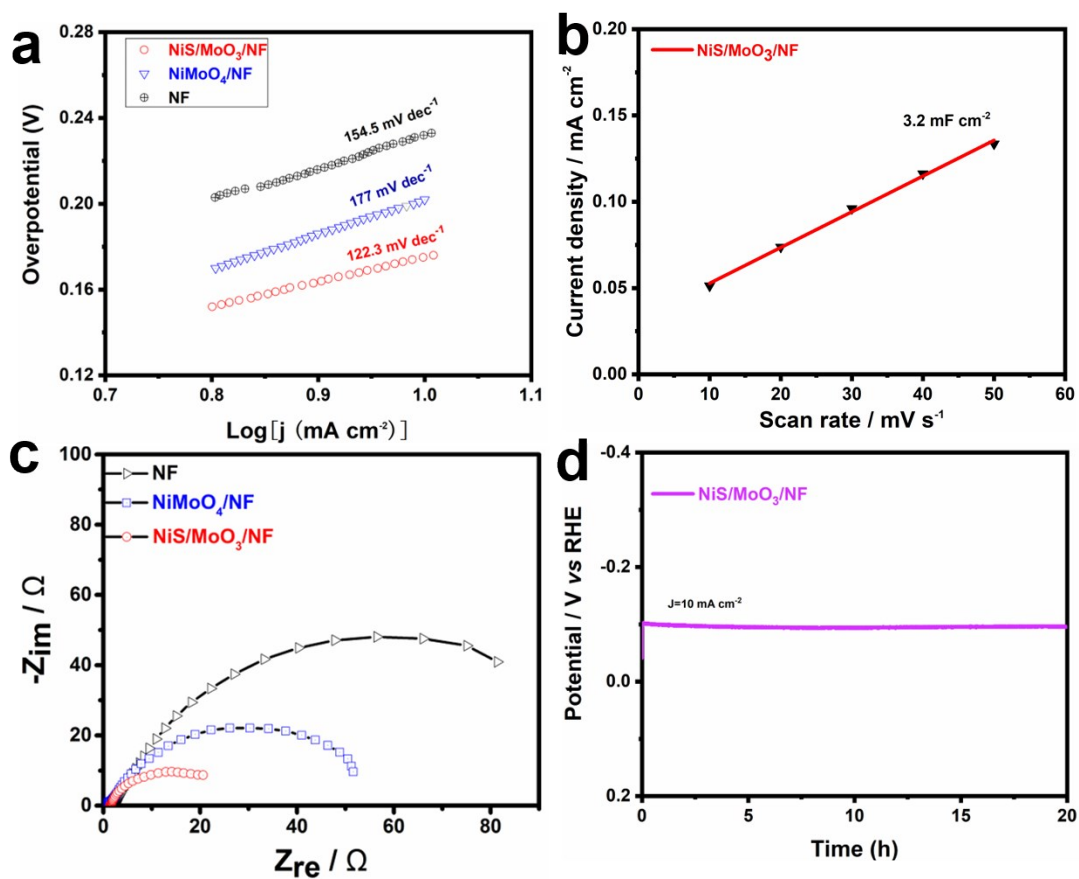 a
0.28
0.24
0.20
0.16
0.12
Overpotential (V)
NiS/MoO₃/NF
NiMoO₄/NF
NF
154.5 mV dec⁻¹
177 mV dec⁻¹
122.3 mV dec⁻¹
0.7 0.8 0.9 1.0 1.1
Log[j (mA cm⁻²)]
b
0.20
0.15
0.10
0.05
0.00
Current density / mA cm⁻²
NiS/MoO₃/NF
3.2 mF cm⁻²
0 10 20 30 40 50 60
Scan rate / mV s⁻¹
c
100
80
60
40
20
0
-Zim / Ω
NF
NiMoO₄/NF
NiS/MoO₃/NF
0 20 40 60 80
Zre / Ω
d
-0.4
-0.2
0.0
0.2
Potential / V vs RHE
NiS/MoO₃/NF
J=10 mA cm⁻²
0 5 10 15 20
Time (h)